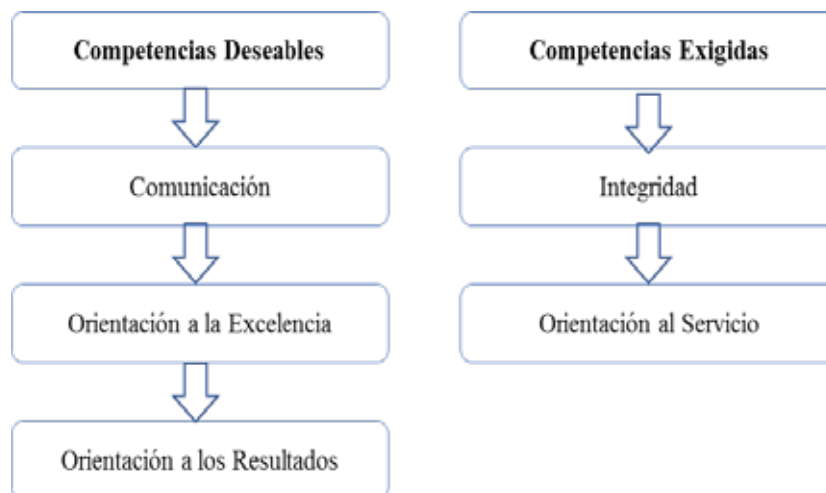 Competencias Deseables
Comunicación
Orientación a la Excelencia
Orientación a los Resultados
Competencias Exigidas
Integridad
Orientación al Servicio